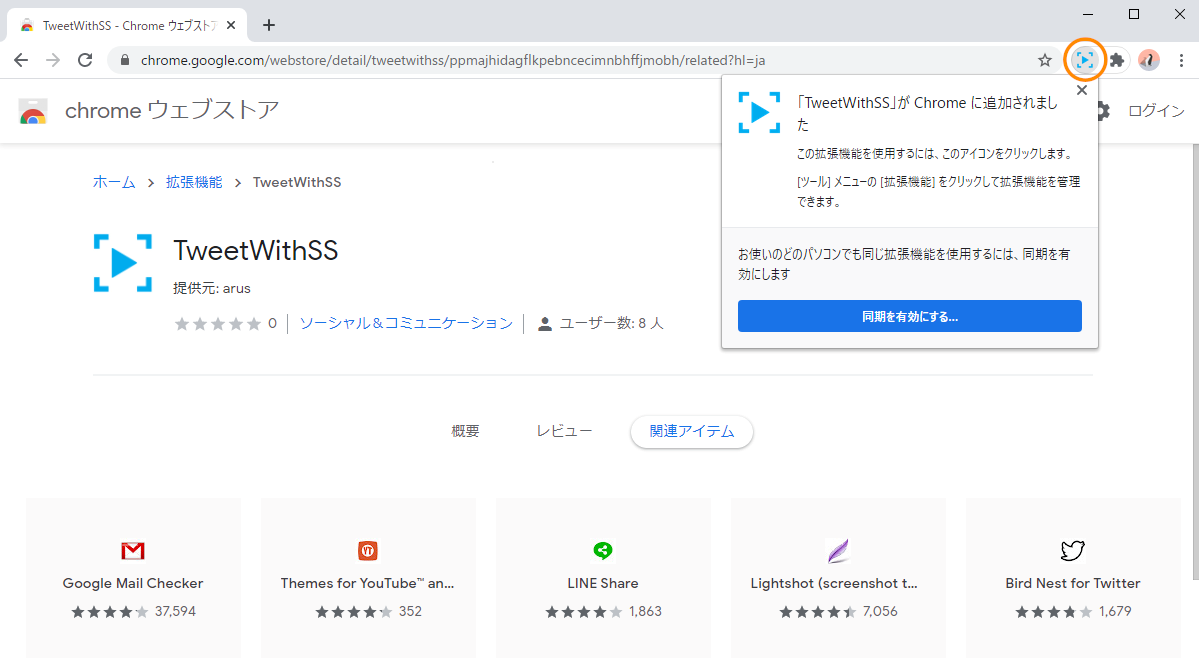 TweetWithSS - Chrome ウェブスト
chrome.google.com/webstore/detail/tweetwithss/ppmajhidagflkpebncecimnbhffjmobh/related?hl=ja
chrome ウェブストア
ログイン
「TweetWithSS」が Chrome に追加されまし
た
この拡張機能を使用するには、このアイコンをクリックします。
[ツール] メニューの [拡張機能] をクリックして拡張機能を管理
できます。
お使いのどのパソコンでも同じ拡張機能を使用するには、同期を有
効にします
同期を有効にする...
ホーム
拡張機能
TweetWithSS
TweetWithSS
提供元: arus
0
ソーシャル＆コミュニケーション
ユーザー数: 8 人
概要
レビュー
関連アイテム
Google Mail Checker
37,594
Themes for YouTube™ an...
352
LINE Share
1,863
Lightshot (screenshot t...
7,056
Bird Nest for Twitter
1,679